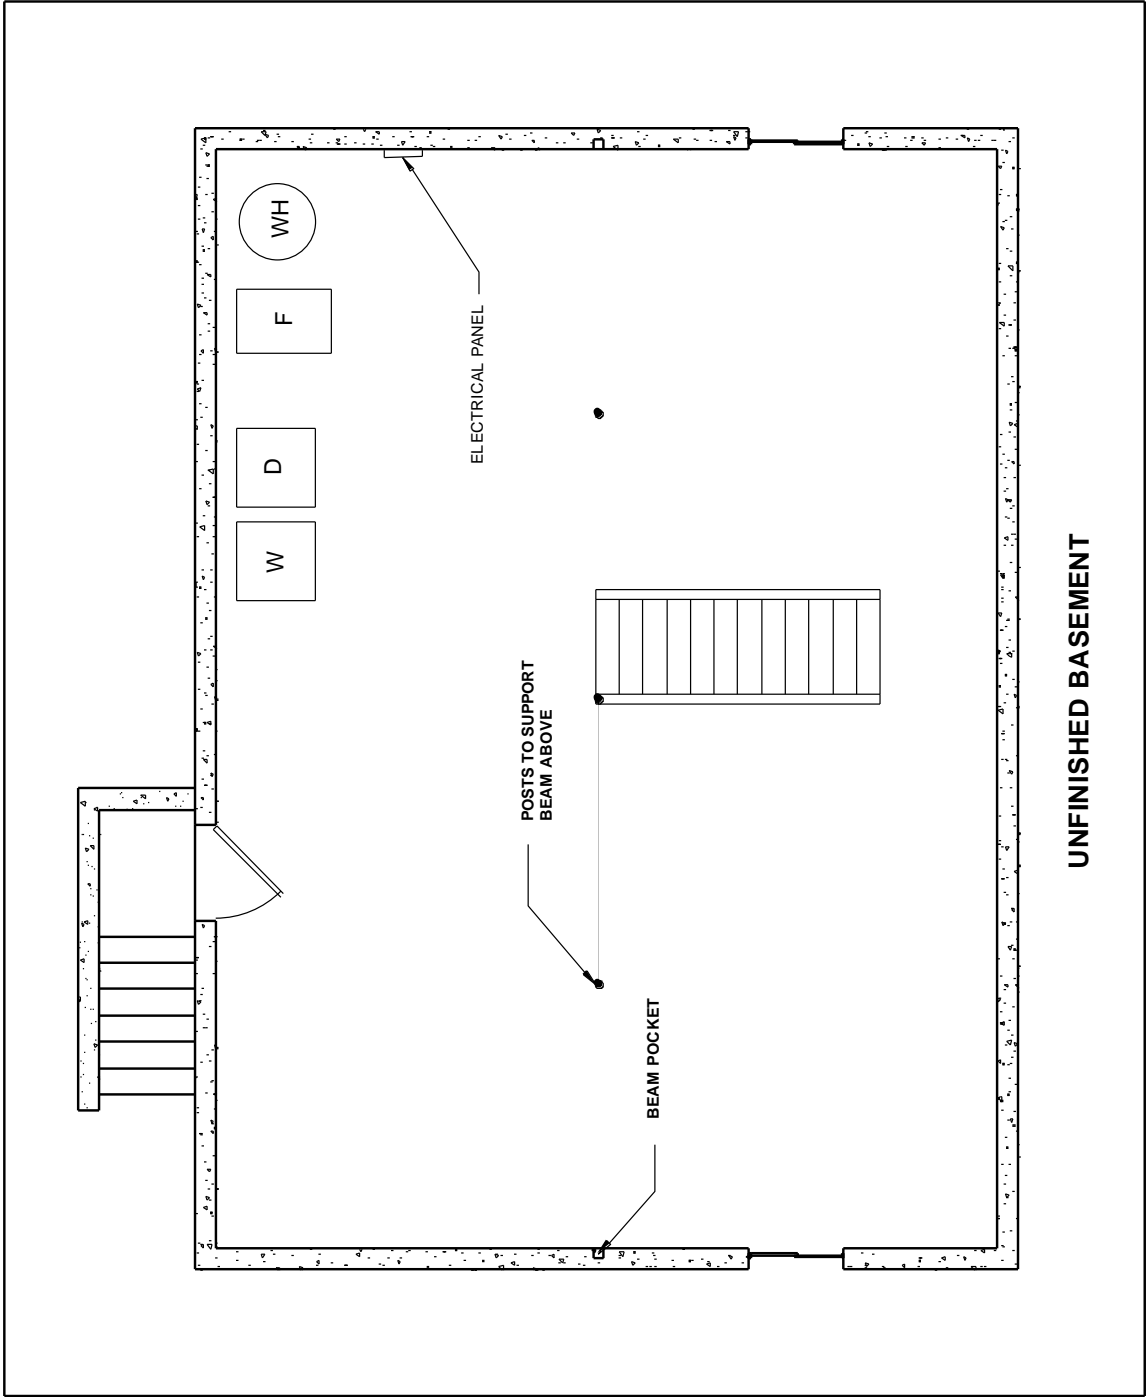 W
D
F
WH
ELECTRICAL PANEL
POSTS TO SUPPORT
BEAM ABOVE
BEAM POCKET
UNFINISHED BASEMENT